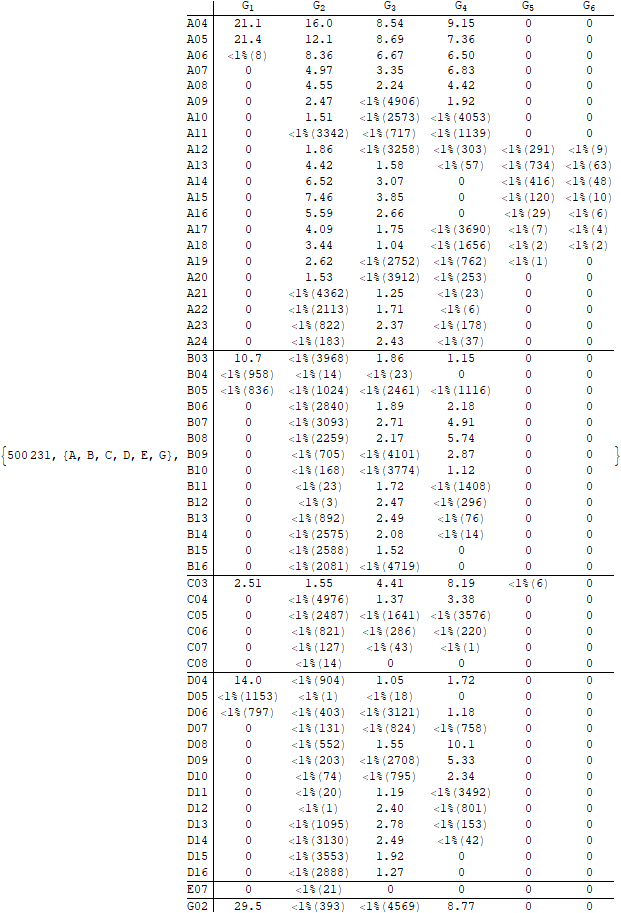 G₁ G₂ G₃ G₄ G₅ G₆
A04 21.1 16.0 8.54 9.15 0 0
A05 21.4 12.1 8.69 7.36 0 0
A06 <1%(8) 8.36 6.67 6.50 0 0
A07 0 4.97 3.35 6.83 0 0
A08 0 4.55 2.24 4.42 0 0
A09 0 2.47 <1%(4906) 1.92 0 0
A10 0 1.51 <1%(2573) <1%(4053) 0 0
A11 0 <1%(3342) <1%(717) <1%(1139) 0 0
A12 0 1.86 <1%(3258) <1%(303) <1%(291) <1%(9)
A13 0 4.42 1.58 <1%(57) <1%(734) <1%(63)
A14 0 6.52 3.07 0 <1%(416) <1%(48)
A15 0 7.46 3.85 0 <1%(120) <1%(10)
A16 0 5.59 2.66 0 <1%(29) <1%(6)
A17 0 4.09 1.75 <1%(3690) <1%(7) <1%(4)
A18 0 3.44 1.04 <1%(1656) <1%(2) <1%(2)
A19 0 2.62 <1%(2752) <1%(762) <1%(1) 0
A20 0 1.53 <1%(3912) <1%(253) 0 0
A21 0 <1%(4362) 1.25 <1%(23) 0 0
A22 0 <1%(2113) 1.71 <1%(6) 0 0
A23 0 <1%(822) 2.37 <1%(178) 0 0
A24 0 <1%(183) 2.43 <1%(37) 0 0
B03 10.7 <1%(3968) 1.86 1.15 0 0
B04 <1%(958) <1%(14) <1%(23) 0 0 0
B05 <1%(836) <1%(1024) <1%(2461) <1%(1116) 0 0
B06 0 <1%(2840) 1.89 2.18 0 0
B07 0 <1%(3093) 2.71 4.91 0 0
B08 0 <1%(2259) 2.17 5.74 0 0
{500 231, {A, B, C, D, E, G}, B09 0 <1%(705) <1%(4101) 2.87 0 0 }
B10 0 <1%(168) <1%(3774) 1.12 0 0
B11 0 <1%(23) 1.72 <1%(1408) 0 0
B12 0 <1%(3) 2.47 <1%(296) 0 0
B13 0 <1%(892) 2.49 <1%(76) 0 0
B14 0 <1%(2575) 2.08 <1%(14) 0 0
B15 0 <1%(2588) 1.52 0 0 0
B16 0 <1%(2081) <1%(4719) 0 0 0
C03 2.51 1.55 4.41 8.19 <1%(6) 0
C04 0 <1%(4976) 1.37 3.38 0 0
C05 0 <1%(2487) <1%(1641) <1%(3576) 0 0
C06 0 <1%(821) <1%(286) <1%(220) 0 0
C07 0 <1%(127) <1%(43) <1%(1) 0 0
C08 0 <1%(14) 0 0 0 0
D04 14.0 <1%(904) 1.05 1.72 0 0
D05 <1%(1153) <1%(1) <1%(18) 0 0 0
D06 <1%(797) <1%(403) <1%(3121) 1.18 0 0
D07 0 <1%(131) <1%(824) <1%(758) 0 0
D08 0 <1%(552) 1.55 10.1 0 0
D09 0 <1%(203) <1%(2708) 5.33 0 0
D10 0 <1%(74) <1%(795) 2.34 0 0
D11 0 <1%(20) 1.19 <1%(3492) 0 0
D12 0 <1%(1) 2.40 <1%(801) 0 0
D13 0 <1%(1095) 2.78 <1%(153) 0 0
D14 0 <1%(3130) 2.49 <1%(42) 0 0
D15 0 <1%(3553) 1.92 0 0 0
D16 0 <1%(2888) 1.27 0 0 0
E07 0 <1%(21) 0 0 0 0
G02 29.5 <1%(393) <1%(4569) 8.77 0 0